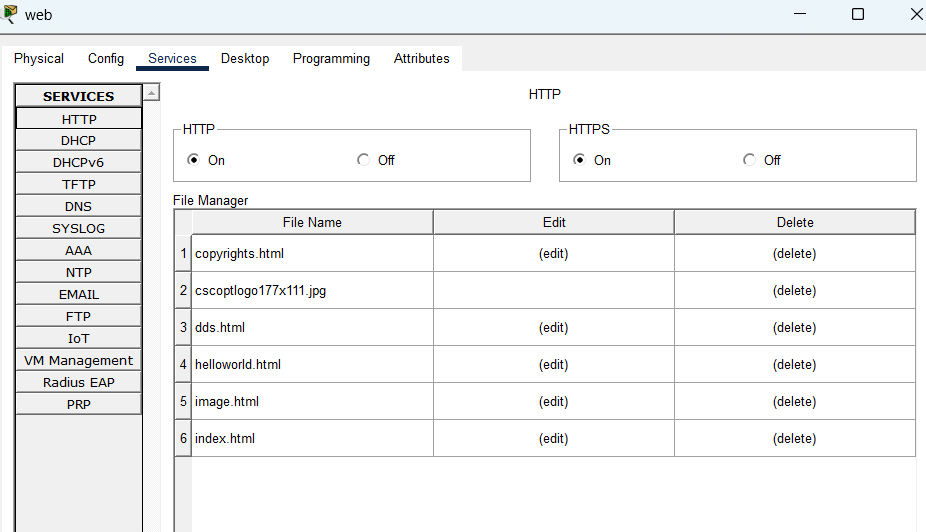 web
Physical Config Services Desktop Programming Attributes
SERVICES
HTTP
DHCP
DHCPv6
TFTP
DNS
SYSLOG
AAA
NTP
EMAIL
FTP
IoT
VM Management
Radius EAP
PRP
HTTP
HTTP
On Off
HTTPS
On Off
File Manager
File Name Edit Delete
1 copyrights.html (edit) (delete)
2 cscoptlogo177x111.jpg (delete)
3 dds.html (edit) (delete)
4 helloworld.html (edit) (delete)
5 image.html (edit) (delete)
6 index.html (edit) (delete)